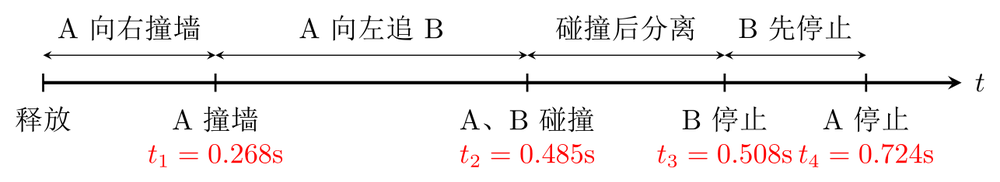 A 向右撞墙 A 向左追 B 碰撞后分离 B 先停止
t
释放 A 撞墙 A、B 碰撞 B 停止 A 停止
t₁ = 0.268s t₂ = 0.485s t₃ = 0.508s t₄ = 0.724s